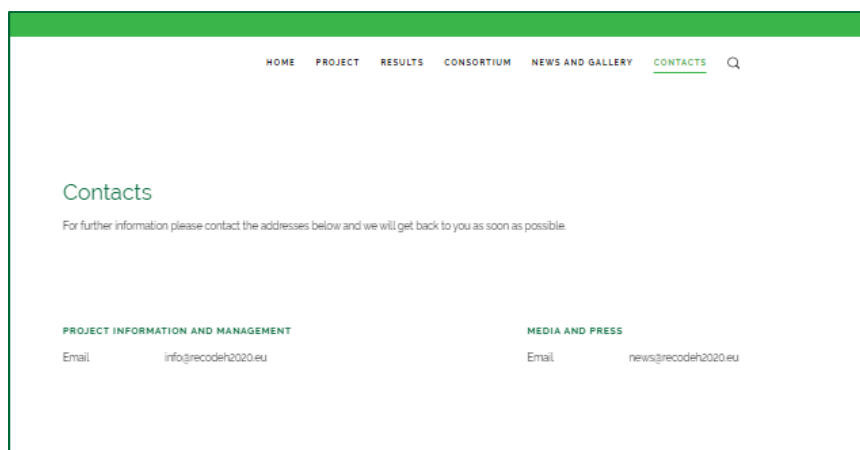 HOME PROJECT RESULTS CONSORTIUM NEWS AND GALLERY CONTACTS
Contacts
For further information please contact the addresses below and we will get back to you as soon as possible.
PROJECT INFORMATION AND MANAGEMENT
Email info@recodeh2020.eu
MEDIA AND PRESS
Email news@recodeh2020.eu